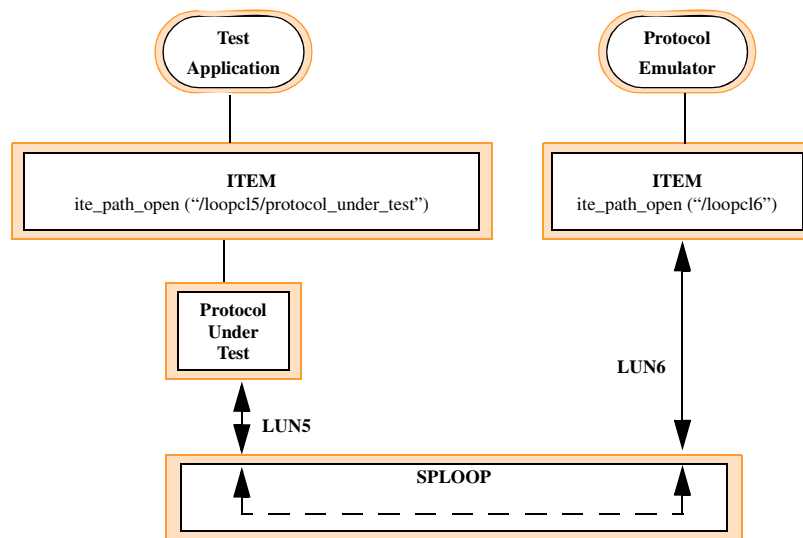 Test
Application
Protocol
Emulator
ITEM
ite_path_open (“/loopcl5/protocol_under_test”)
ITEM
ite_path_open (“/loopcl6”)
Protocol
Under
Test
LUN5
LUN6
SPLOOP